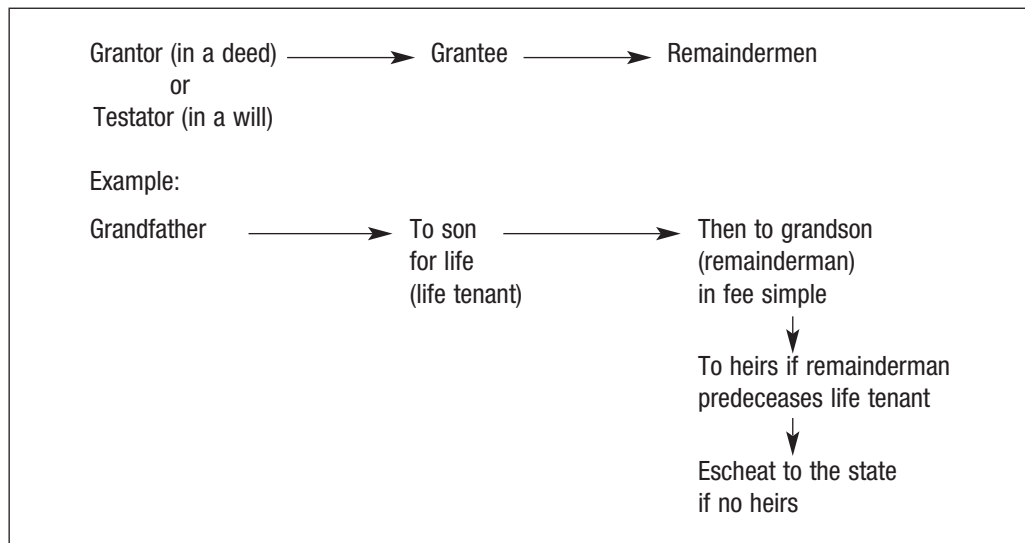 Grantor (in a deed) Grantee Remaindermen
or
Testator (in a will)
Example:
Grandfather To son Then to grandson
for life (remainderman)
(life tenant) in fee simple
To heirs if remainderman
predeceases life tenant
Escheat to the state
if no heirs